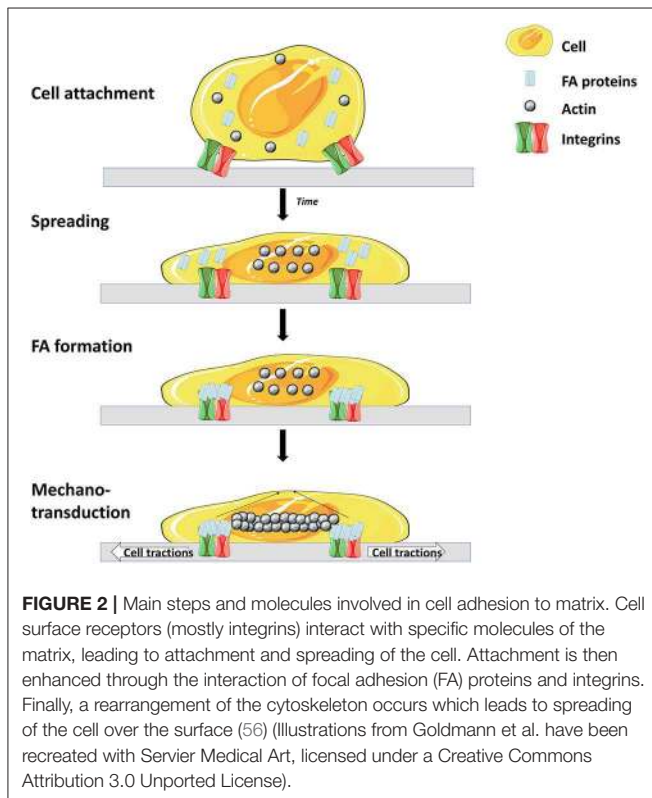 Cell attachment
Cell
FA proteins
Actin
Integrins
Time
Spreading
FA formation
Mechano-
transduction
Cell tractions
Cell tractions
FIGURE 2 | Main steps and molecules involved in cell adhesion to matrix. Cell
surface receptors (mostly integrins) interact with specific molecules of the
matrix, leading to attachment and spreading of the cell. Attachment is then
enhanced through the interaction of focal adhesion (FA) proteins and integrins.
Finally, a rearrangement of the cytoskeleton occurs which leads to spreading
of the cell over the surface (56) (Illustrations from Goldmann et al. have been
recreated with Servier Medical Art, licensed under a Creative Commons
Attribution 3.0 Unported License).